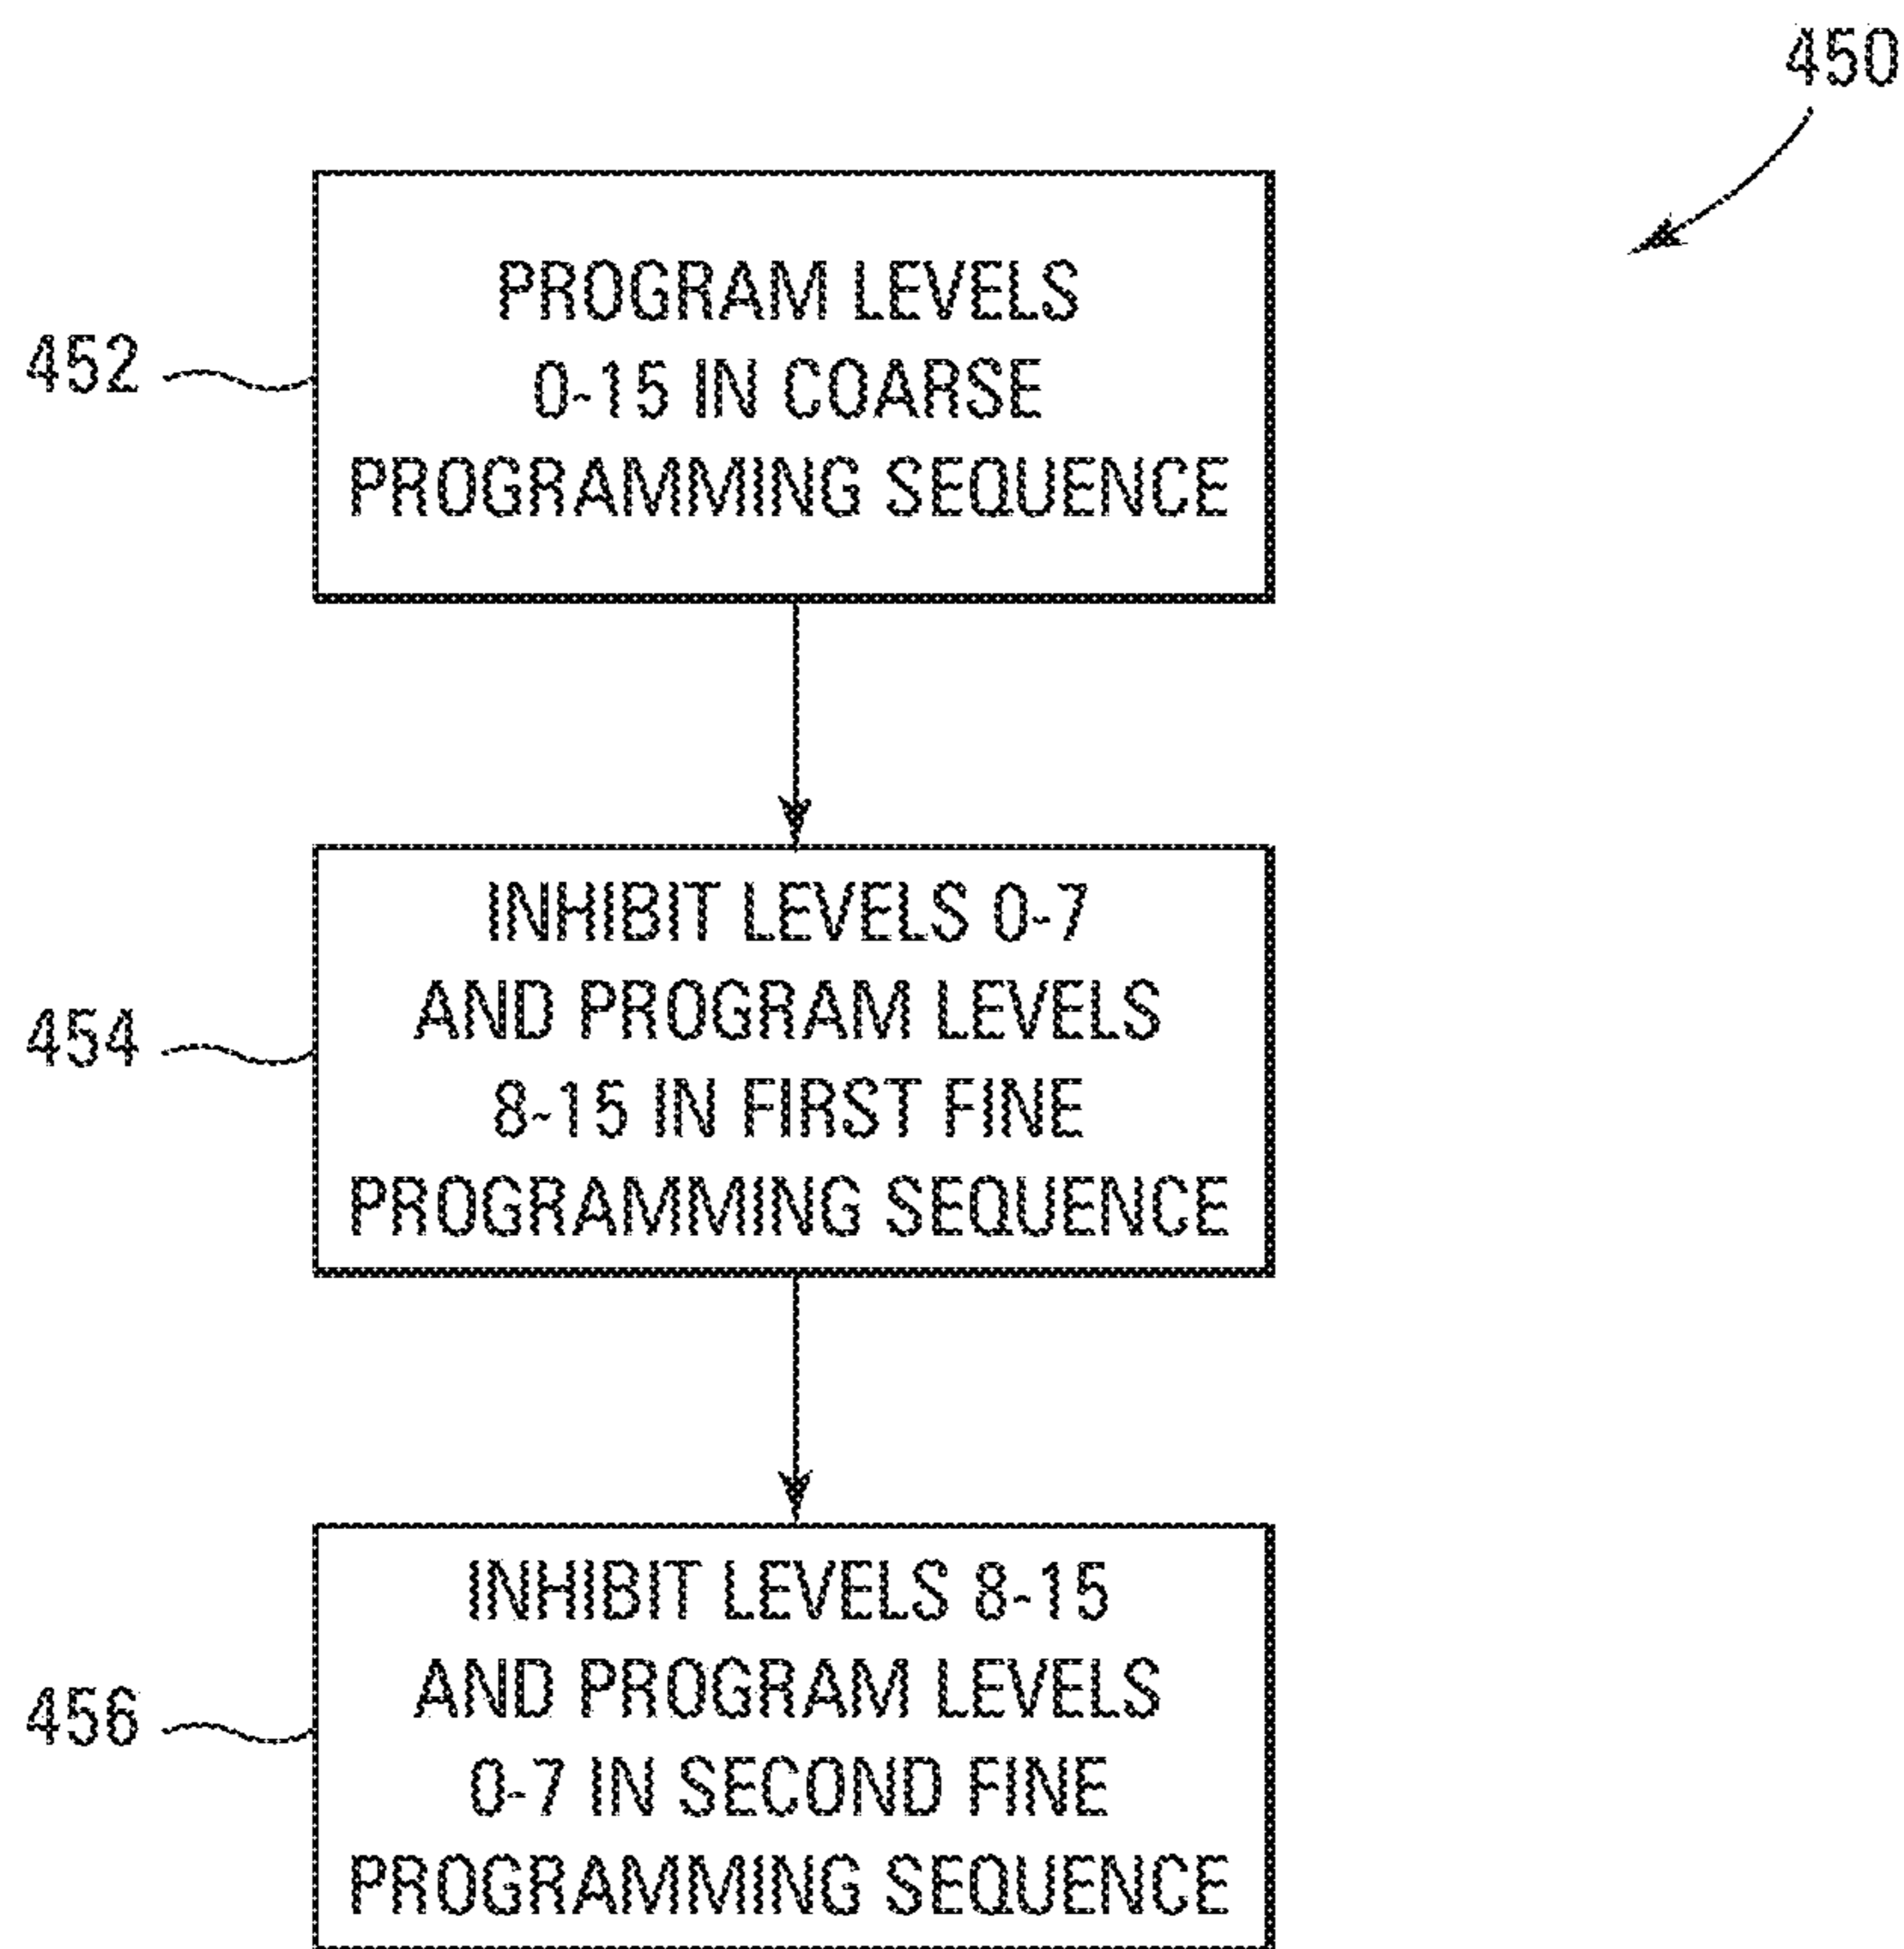 450
452
PROGRAM LEVELS
0-15 IN COARSE
PROGRAMMING SEQUENCE
454
INHIBIT LEVELS 0-7
AND PROGRAM LEVELS
8-15 IN FIRST FINE
PROGRAMMING SEQUENCE
456
INHIBIT LEVELS 8-15
AND PROGRAM LEVELS
0-7 IN SECOND FINE
PROGRAMMING SEQUENCE